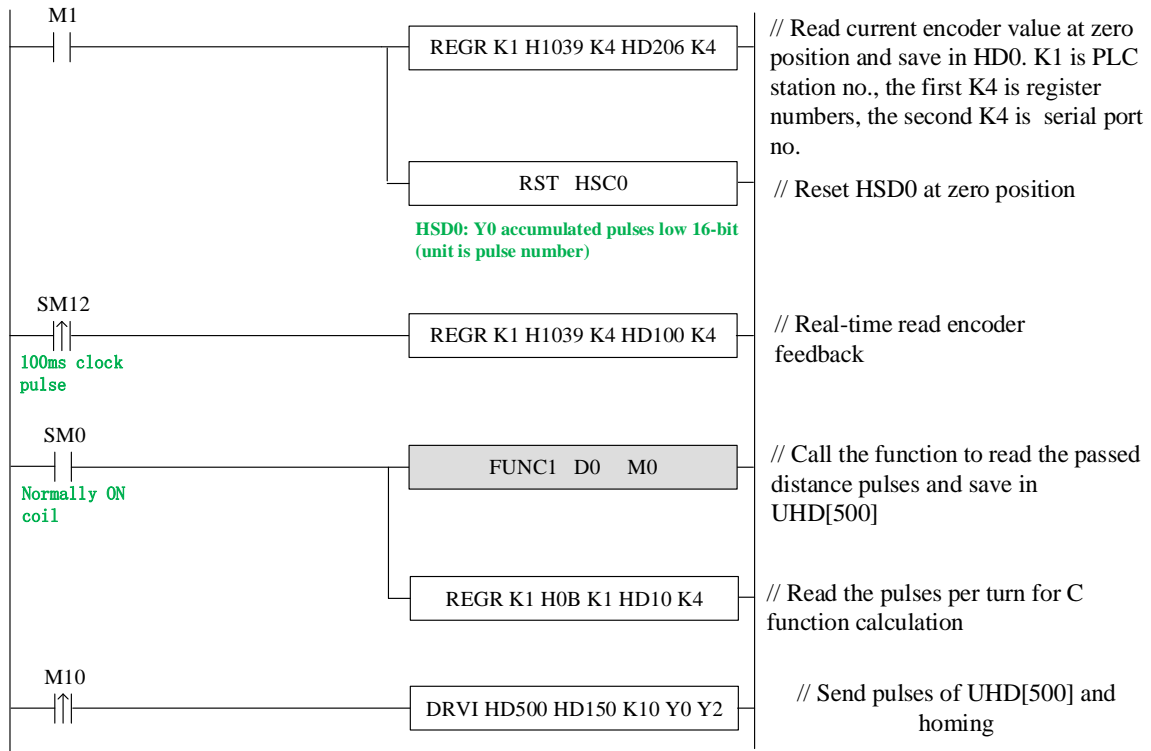 M1
REGR K1 H1039 K4 HD206 K4
// Read current encoder value at zero
position and save in HD0. K1 is PLC
station no., the first K4 is register
numbers, the second K4 is serial port
no.
RST HSC0
// Reset HSD0 at zero position
HSD0: Y0 accumulated pulses low 16-bit
(unit is pulse number)
SM12
REGR K1 H1039 K4 HD100 K4
// Real-time read encoder
feedback
100ms clock
pulse
SM0
FUNC1 D0 M0
// Call the function to read the passed
distance pulses and save in
UHD[500]
Normally ON
coil
REGR K1 H0B K1 HD10 K4
// Read the pulses per turn for C
function calculation
M10
DRVI HD500 HD150 K10 Y0 Y2
// Send pulses of UHD[500] and
homing